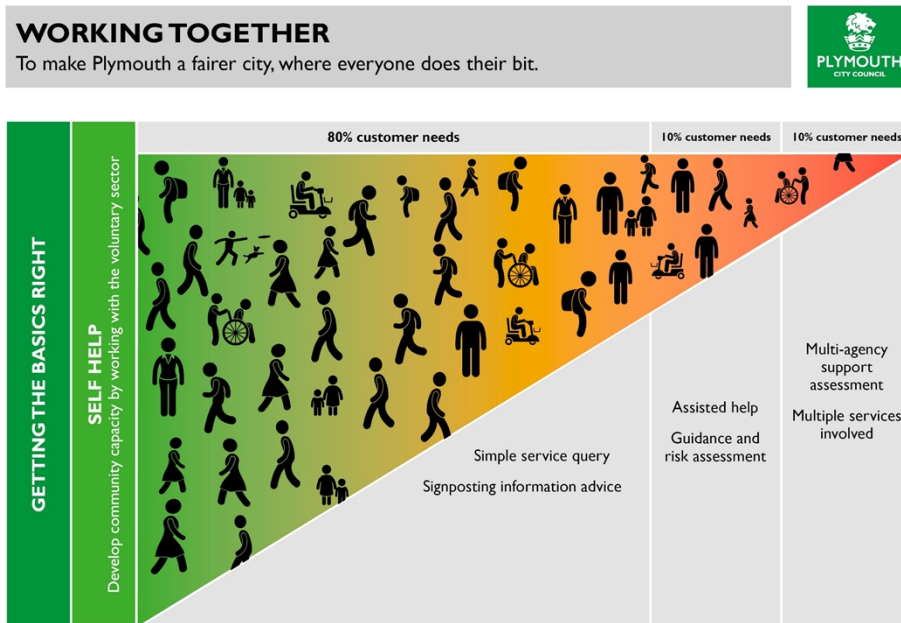 WORKING TOGETHER
To make Plymouth a fairer city, where everyone does their bit.
PLYMOUTH
CITY COUNCIL
GETTING THE BASICS RIGHT
SELF HELP
Develop community capacity by working with the voluntary sector
80% customer needs
10% customer needs
10% customer needs
Simple service query
Signposting information advice
Assisted help
Guidance and
risk assessment
Multi-agency
support
assessment
Multiple services
involved